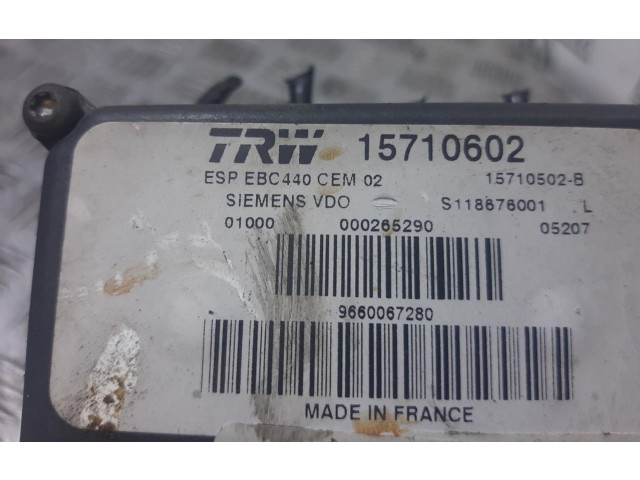 TRW 15710602
ESP EBC440 CEM 02 15710502-B
SIEMENS VDO S118676001 L
01000 000265290 05207
9660067280
MADE IN FRANCE